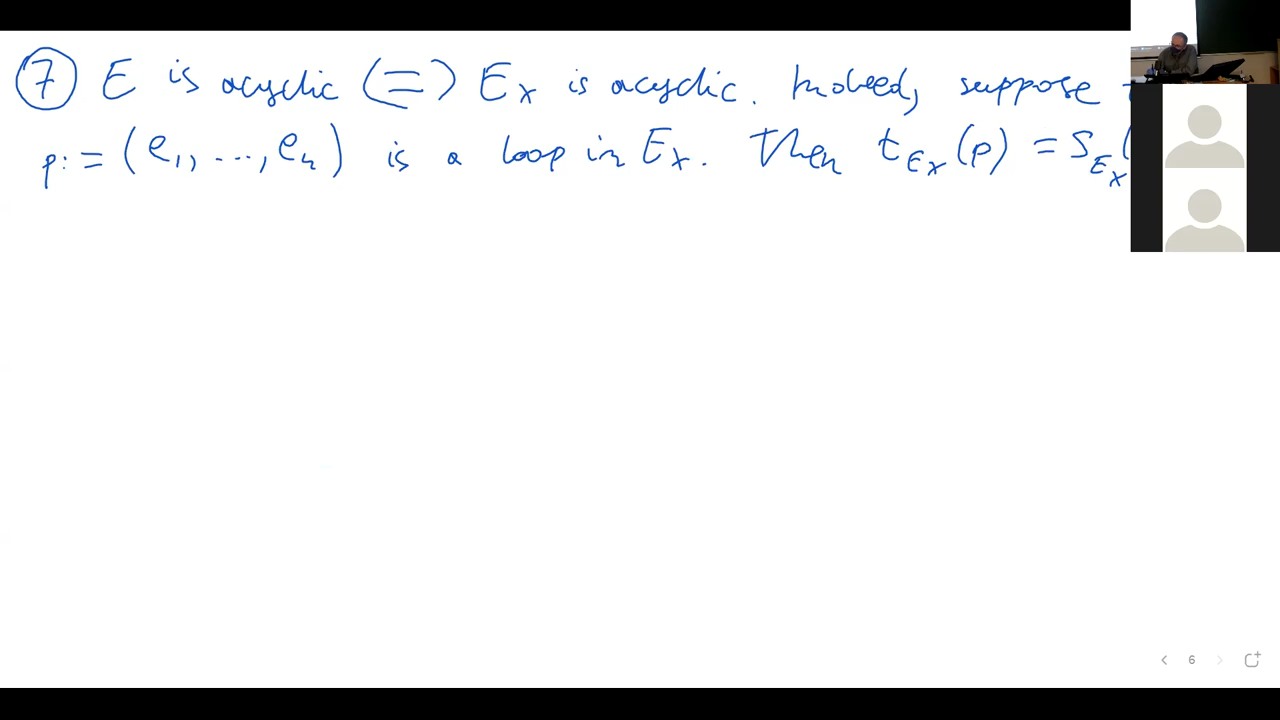 ⑦ E is acyclic (=) E_X is acyclic. Indeed, suppose
p := (e_1, ..., e_n) is a loop in E_X. Then t_{E_X}(p) = s_{E_X}(
6